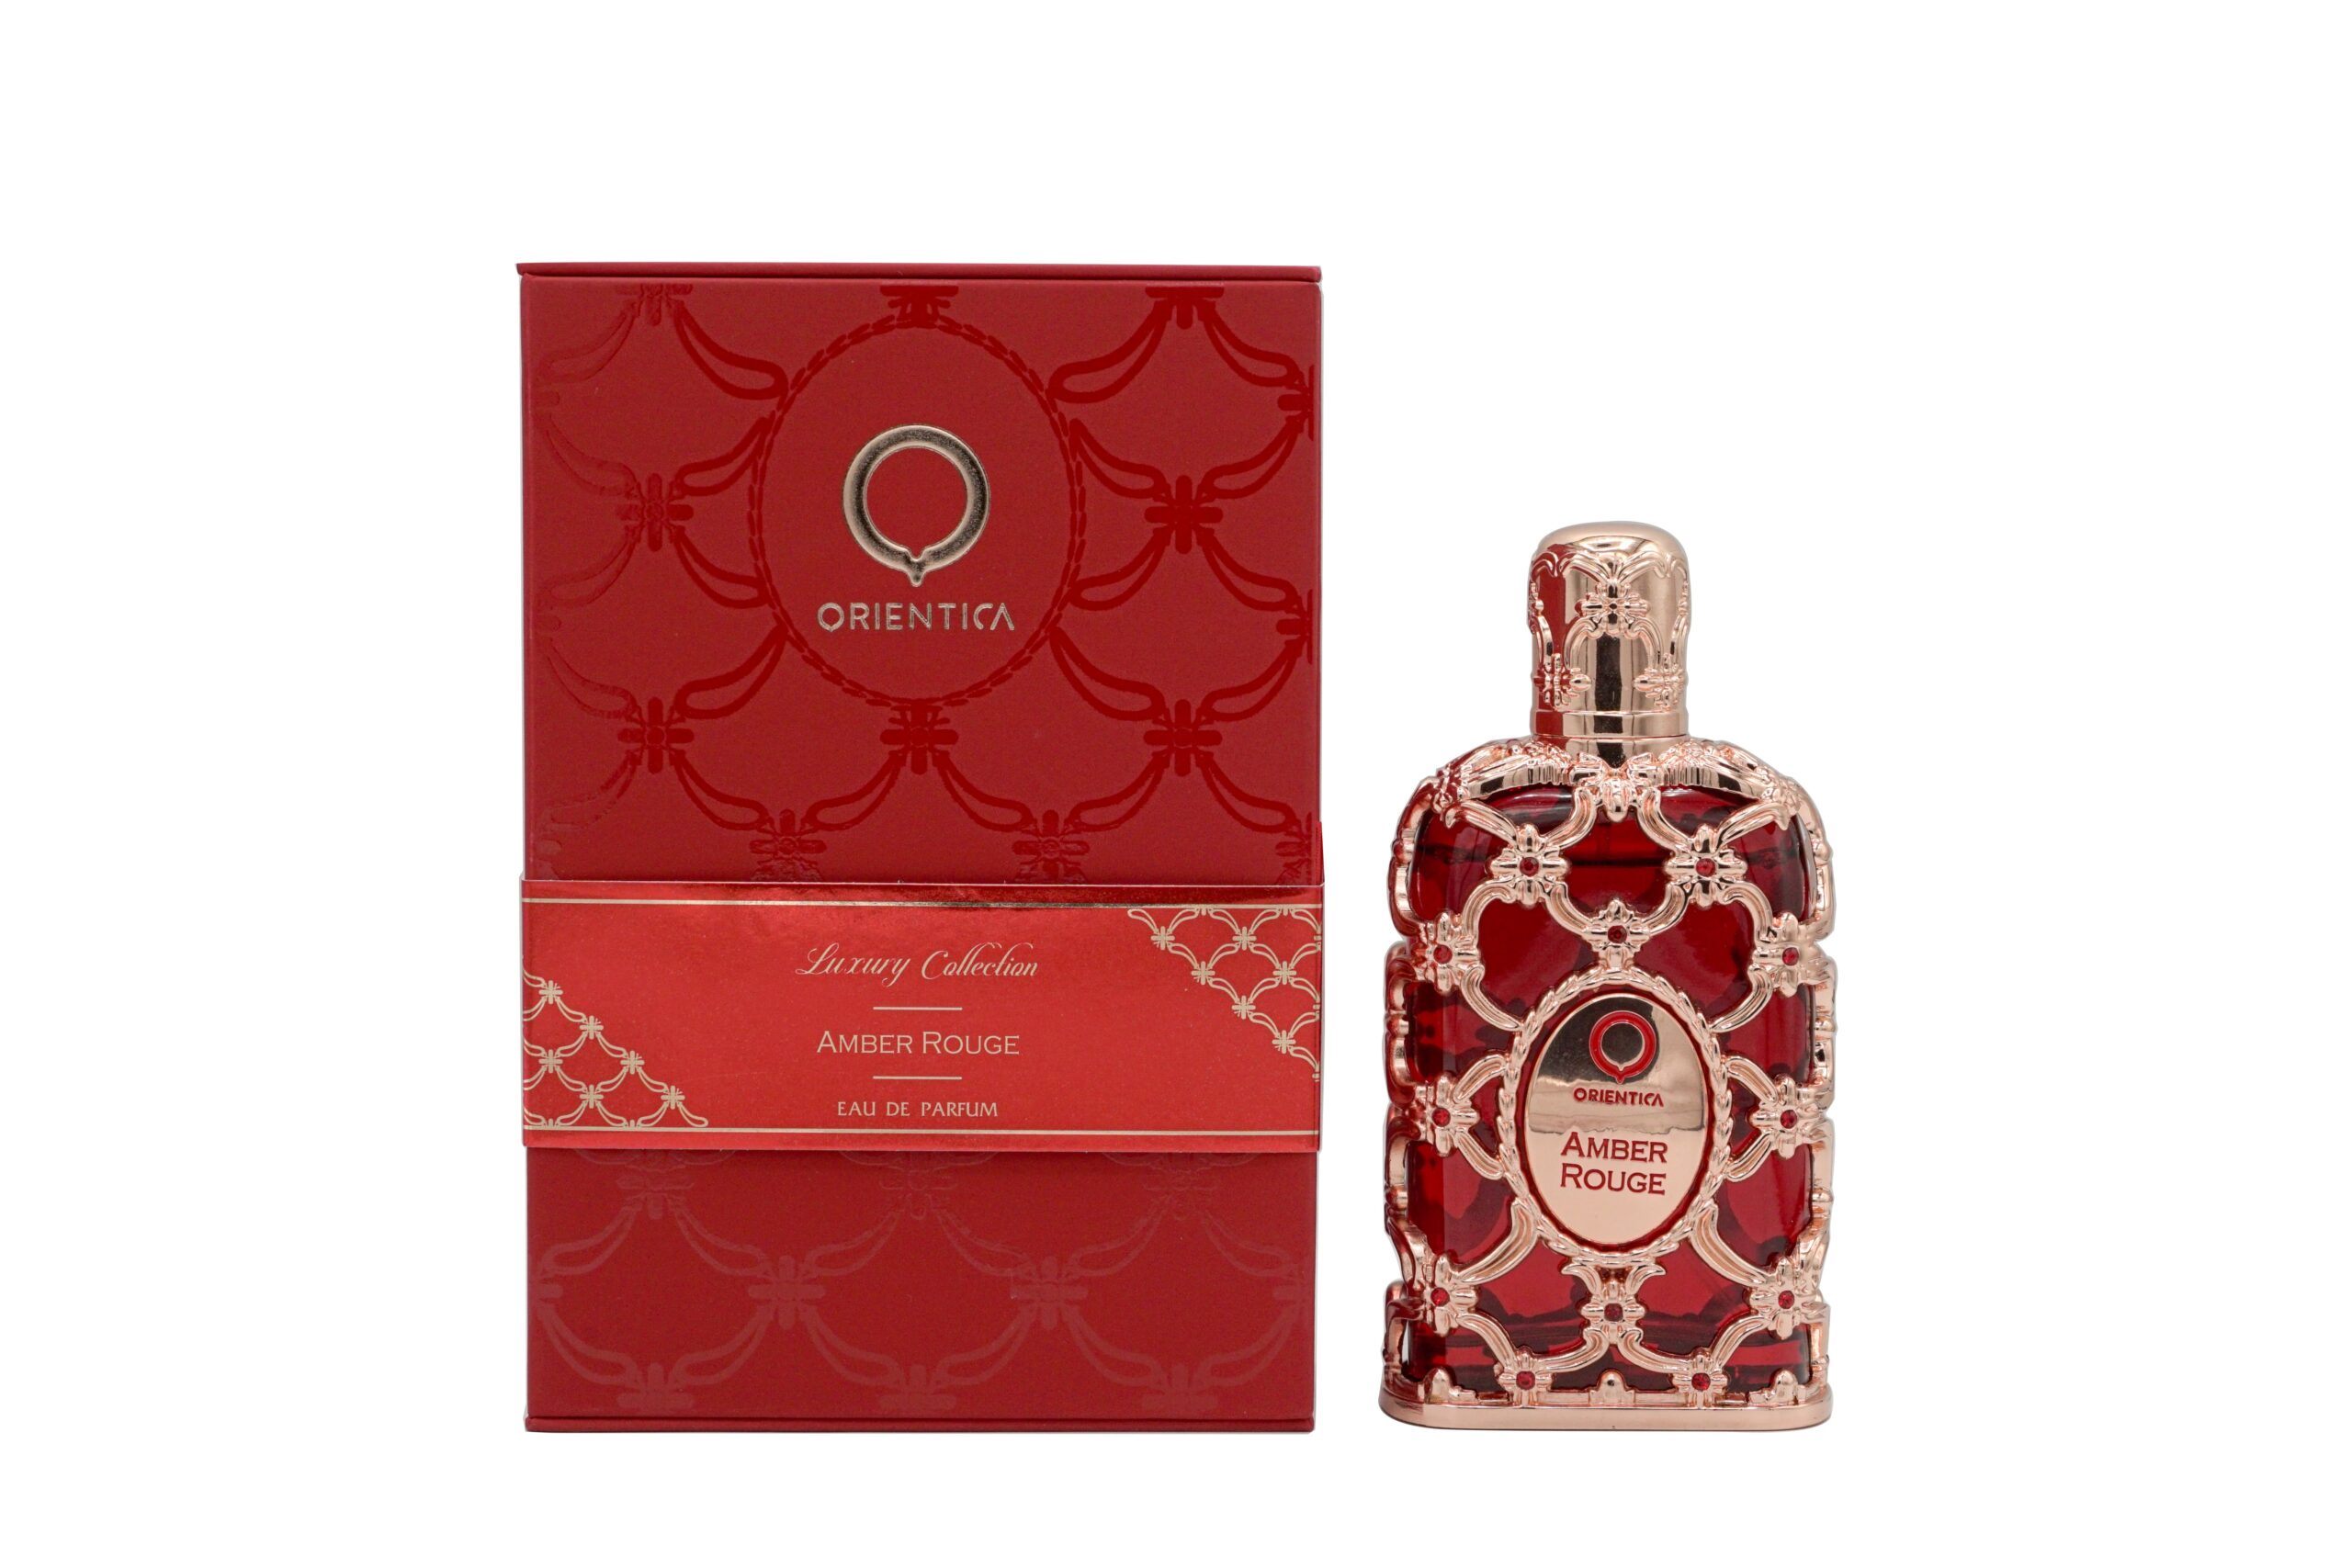 ORIENTICA
Luxury Collection
AMBER ROUGE
EAU DE PARFUM
ORIENTICA
AMBER
ROUGE